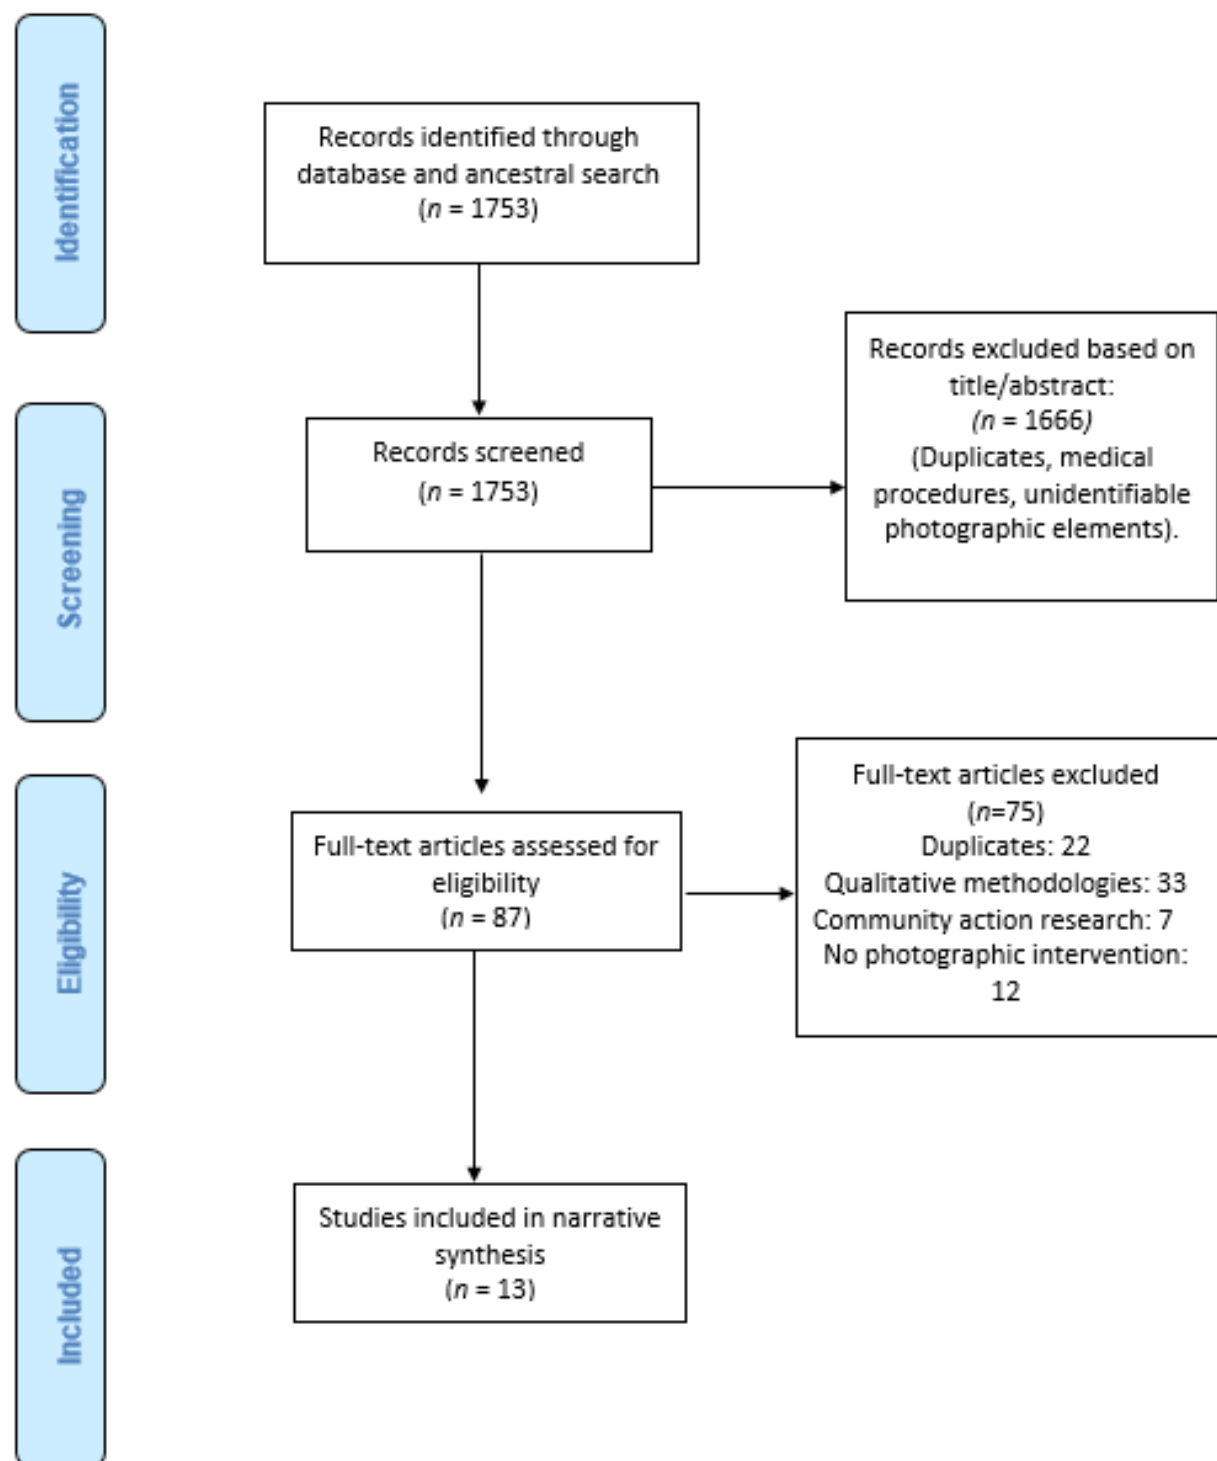 Identification
Records identified through
database and ancestral search
(n = 1753)
Screening
Records screened
(n = 1753)
Records excluded based on
title/abstract:
(n = 1666)
(Duplicates, medical
procedures, unidentifiable
photographic elements).
Eligibility
Full-text articles assessed for
eligibility
(n = 87)
Full-text articles excluded
(n=75)
Duplicates: 22
Qualitative methodologies: 33
Community action research: 7
No photographic intervention:
12
Included
Studies included in narrative
synthesis
(n = 13)